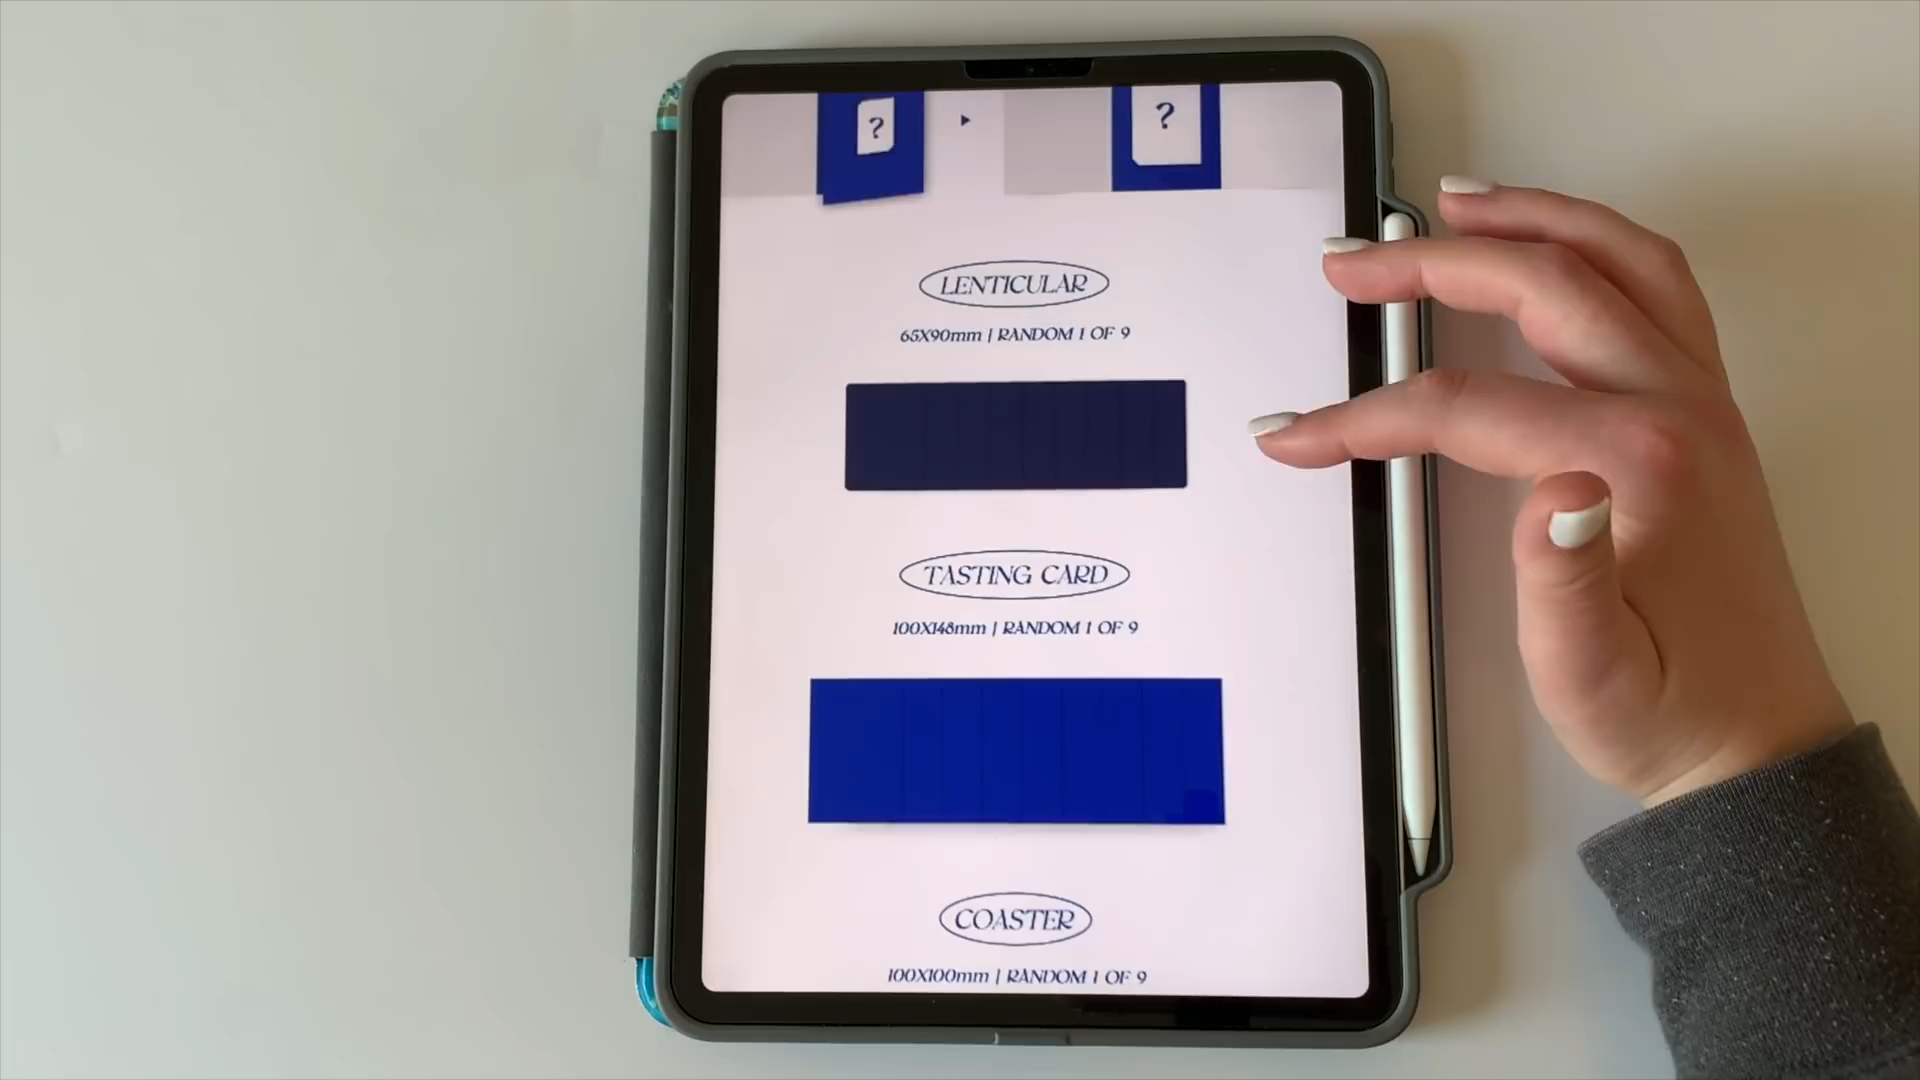 ?
?
LENTICULAR
65X90mm | RANDOM 1 OF 9
TASTING CARD
100X148mm | RANDOM 1 OF 9
COASTER
100X100mm | RANDOM 1 OF 9